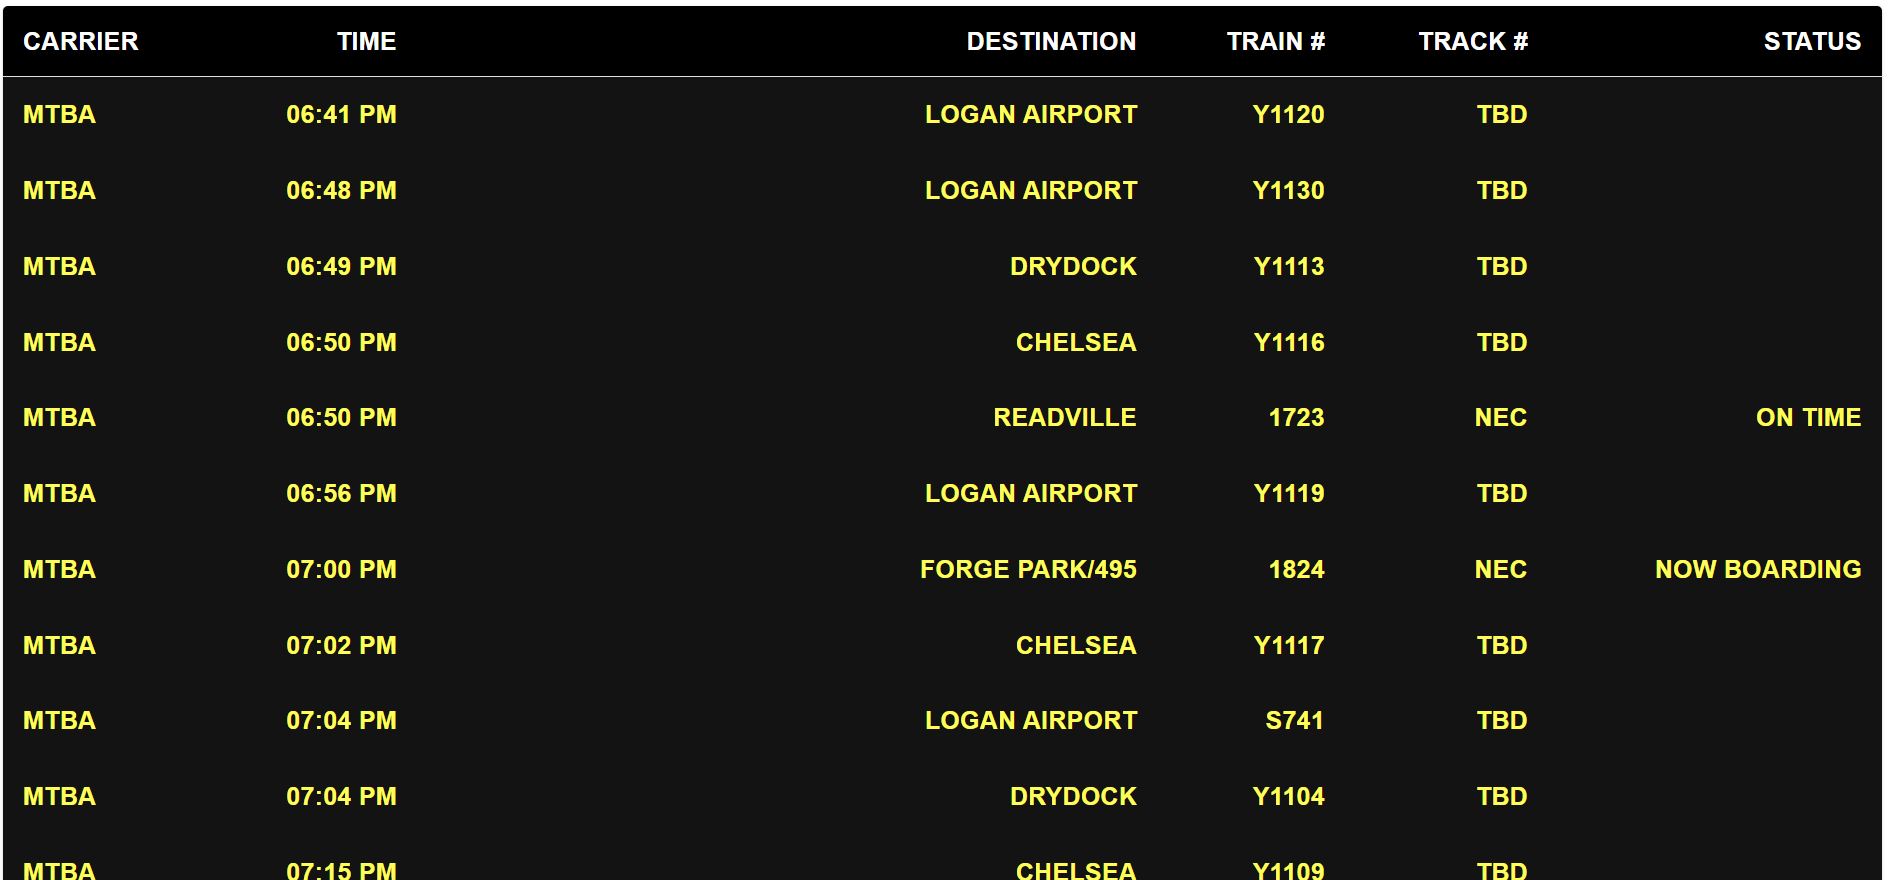 CARRIER TIME DESTINATION TRAIN # TRACK # STATUS
MTBA 06:41 PM LOGAN AIRPORT Y1120 TBD
MTBA 06:48 PM LOGAN AIRPORT Y1130 TBD
MTBA 06:49 PM DRYDOCK Y1113 TBD
MTBA 06:50 PM CHELSEA Y1116 TBD
MTBA 06:50 PM READVILLE 1723 NEC ON TIME
MTBA 06:56 PM LOGAN AIRPORT Y1119 TBD
MTBA 07:00 PM FORGE PARK/495 1824 NEC NOW BOARDING
MTBA 07:02 PM CHELSEA Y1117 TBD
MTBA 07:04 PM LOGAN AIRPORT S741 TBD
MTBA 07:04 PM DRYDOCK Y1104 TBD
MTBA 07:15 PM CHELSEA Y1109 TBD